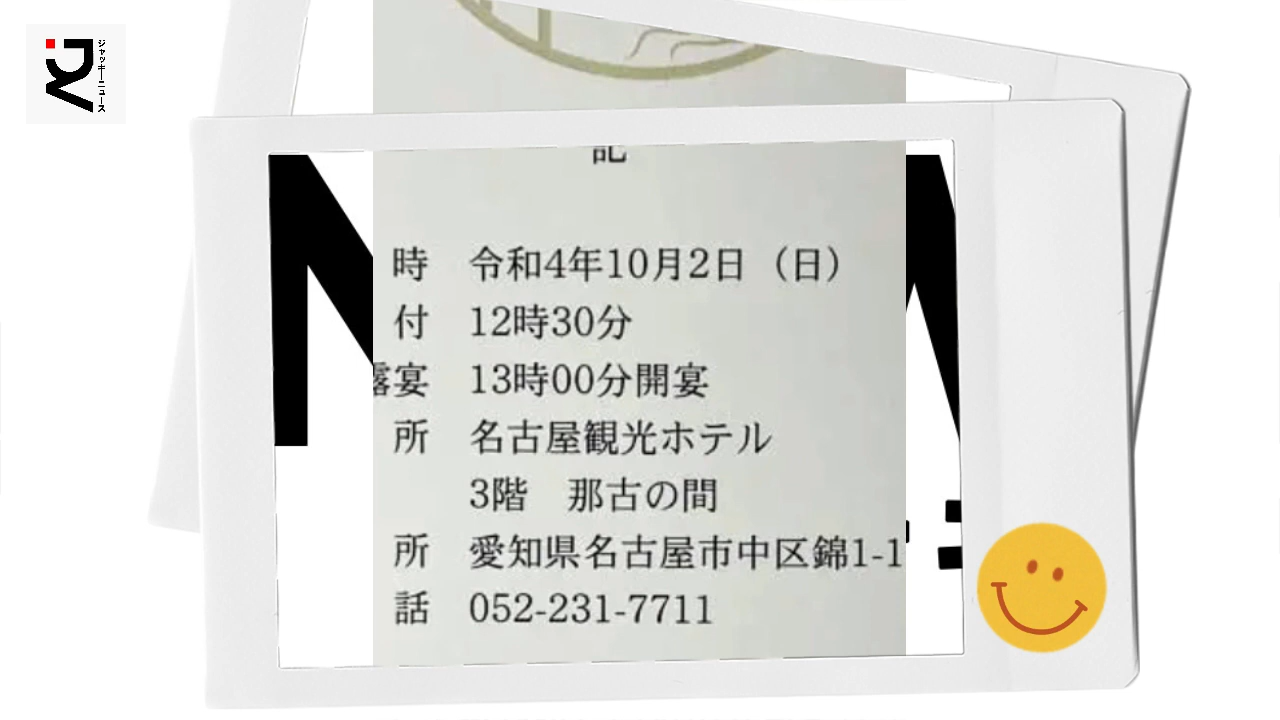 ジャッキーニュース
記
時 令和4年10月2日（日）
付 12時30分
露宴 13時00分開宴
所 名古屋観光ホテル
3階 那古の間
所 愛知県名古屋市中区錦1-1
話 052-231-7711